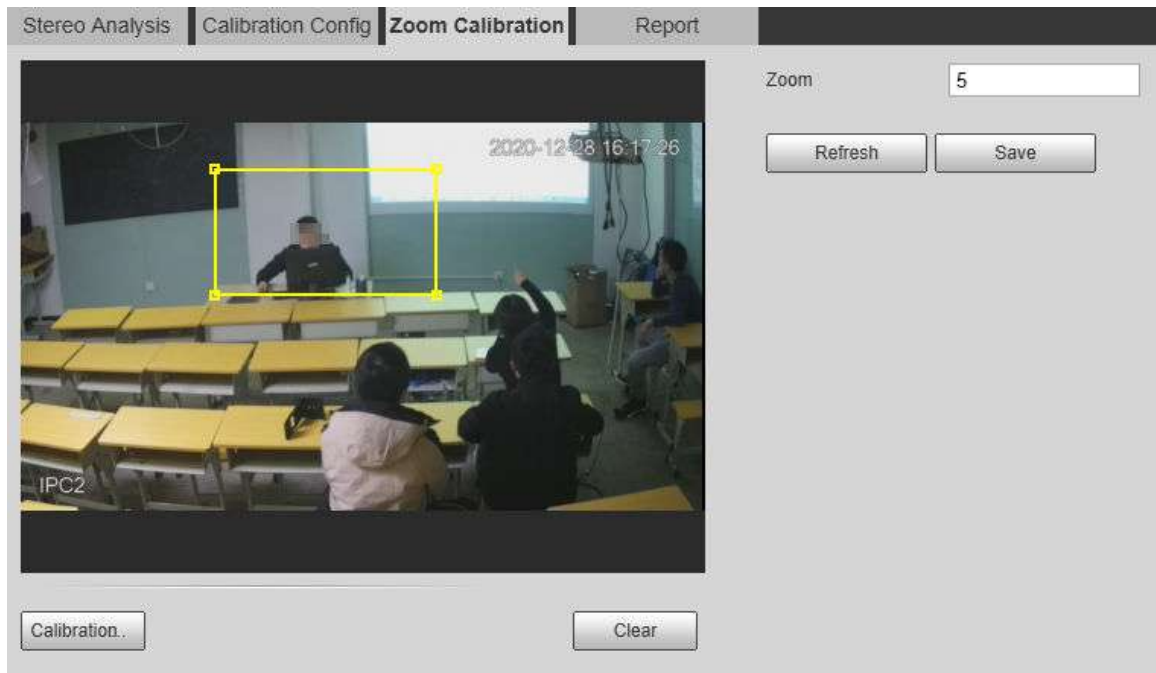 Stereo Analysis Calibration Config Zoom Calibration Report
Zoom 5
2020-12-28 16:17:26
Refresh Save
IPC2
Calibration.. Clear